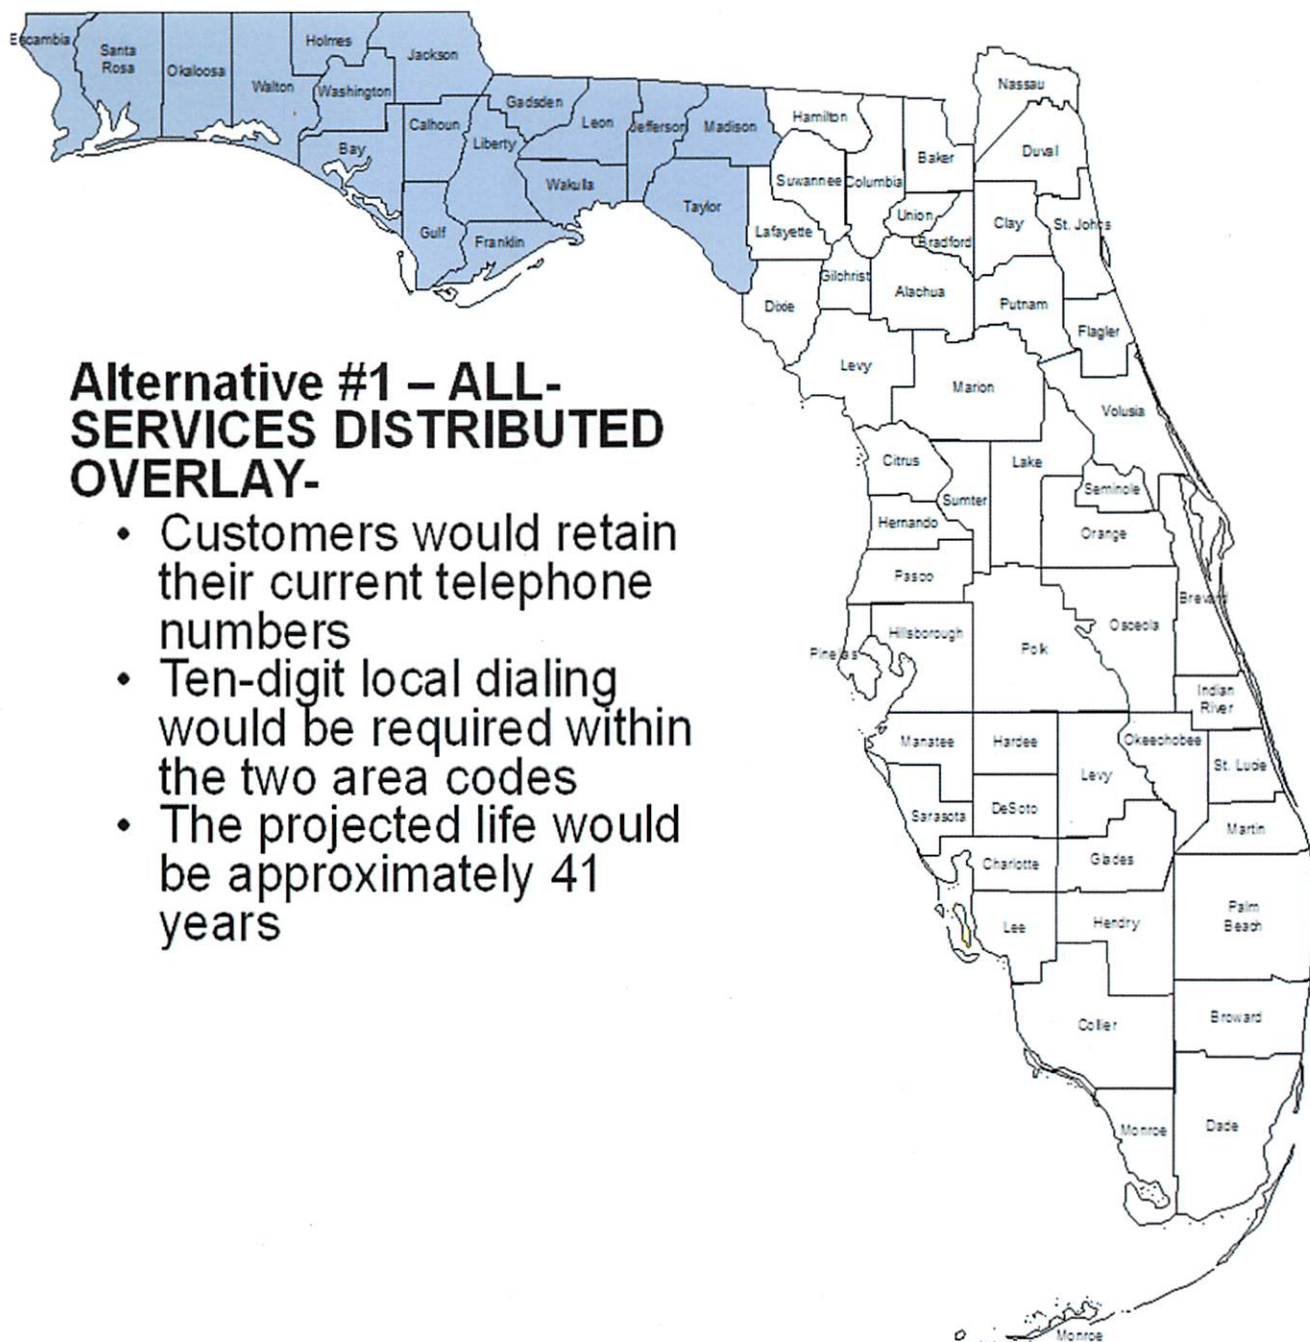 Escambia
Santa
Rosa
Okaloosa
Walton
Holmes
Washington
Jackson
Bay
Calhoun
Gulf
Liberty
Gadsden
Franklin
Leon
Wakulla
Jefferson
Madison
Taylor
Hamilton
Suwannee
Lafayette
Columbia
Baker
Nassau
Duval
Union
Bradford
Clay
St. Johns
Gilchrist
Dixie
Alachua
Putnam
Flagler
Levy
Marion
Volusia
Alternative #1 – ALL-
SERVICES DISTRIBUTED
OVERLAY-
• Customers would retain
their current telephone
numbers
• Ten-digit local dialing
would be required within
the two area codes
• The projected life would
be approximately 41
years
Citrus
Sumter
Lake
Seminole
Hernando
Orange
Pasco
Brevard
Hillsborough
Pinellas
Polk
Osceola
Indian
River
Manatee
Hardee
Okeechobee
Levy
St. Lucie
Sarasota
DeSoto
Martin
Charlotte
Glades
Lee
Hendry
Palm
Beach
Collier
Broward
Monroe
Dade
Monroe